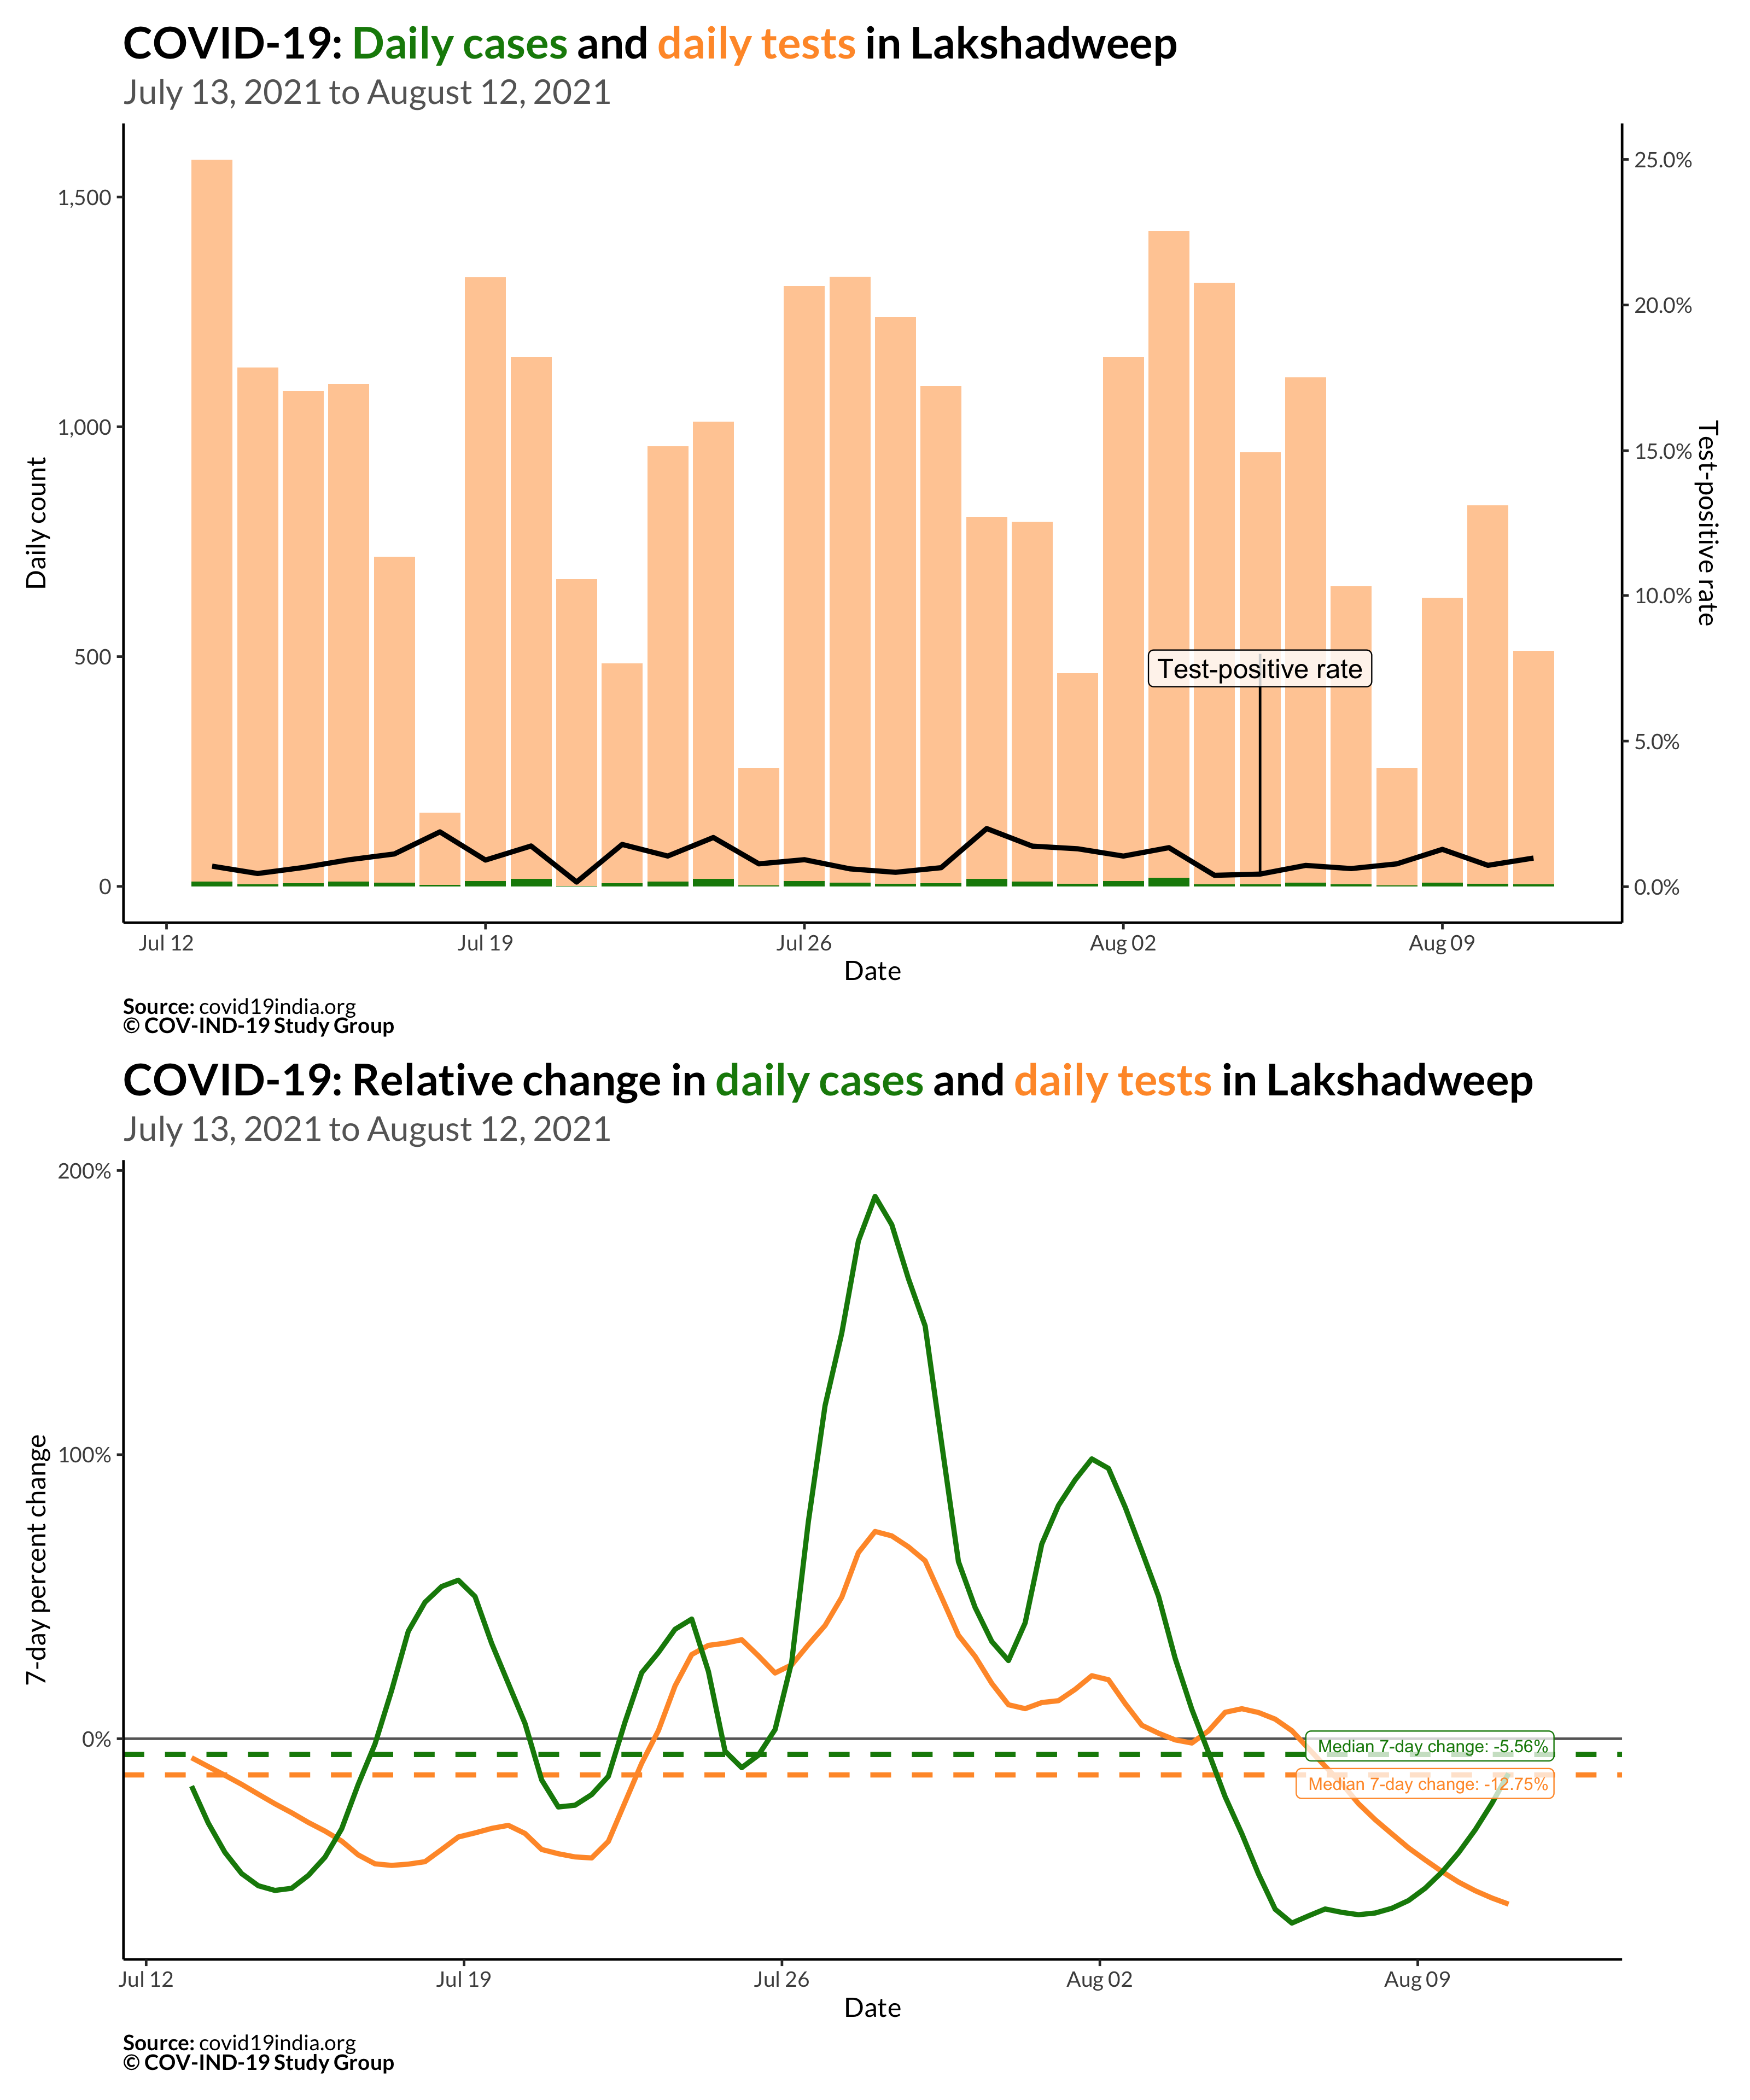 COVID-19: Daily cases and daily tests in Lakshadweep
July 13, 2021 to August 12, 2021
1,500
1,000
500
0
Daily count
25.0%
20.0%
15.0%
10.0%
5.0%
0.0%
Test-positive rate
Test-positive rate
Jul 12
Jul 19
Jul 26
Aug 02
Aug 09
Date
Source: covid19india.org
© COV-IND-19 Study Group
COVID-19: Relative change in daily cases and daily tests in Lakshadweep
July 13, 2021 to August 12, 2021
200%
100%
0%
7-day percent change
Median 7-day change: -5.56%
Median 7-day change: -12.75%
Jul 12
Jul 19
Jul 26
Aug 02
Aug 09
Date
Source: covid19india.org
© COV-IND-19 Study Group